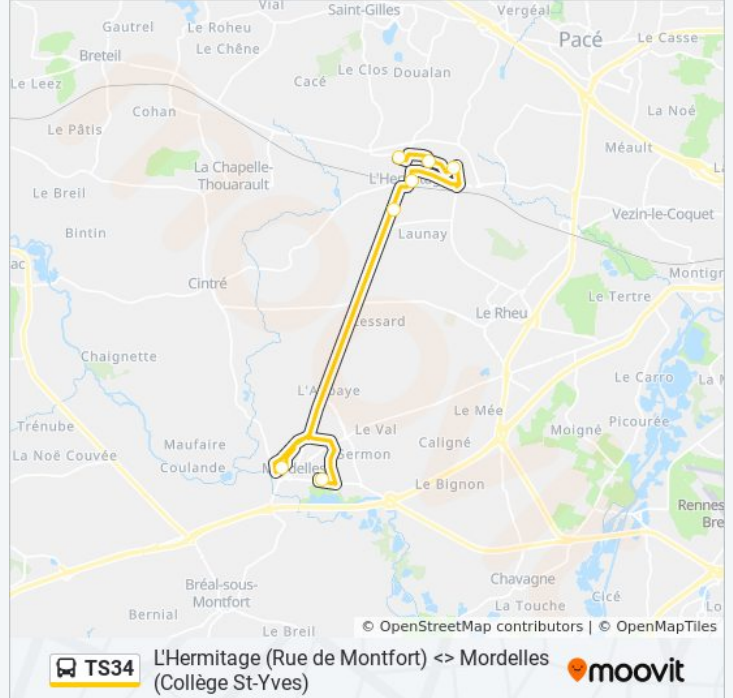 Vial
Saint-Gilles
Vergéal
Gautrel
Le Roheu
Pacé
Le Casse
Le Chêne
Breteil
Le Clos
Doualan
Cacé
Le Leez
Cohan
La Noé
Le Pâtis
Méault
La Chapelle-
Thouarault
Le Breil
Vezin-le-Coquet
Bintin
Launay
Cintré
Le Tertre
Le Rheu
Chaignette
Le Carro
Le Mée
Trénube
Le Val
Picourée
Moigné
Maufaire
Caligné
La Noë Couvée
Coulande
Le Bignon
Chavagne
Bréal-sous-
Montfort
Cicé
La Touche
Bernial
Le Breil
© OpenStreetMap contributors | © OpenMapTiles
TS34
L'Hermitage (Rue de Montfort) <> Mordelles
(Collège St-Yves)
moovit